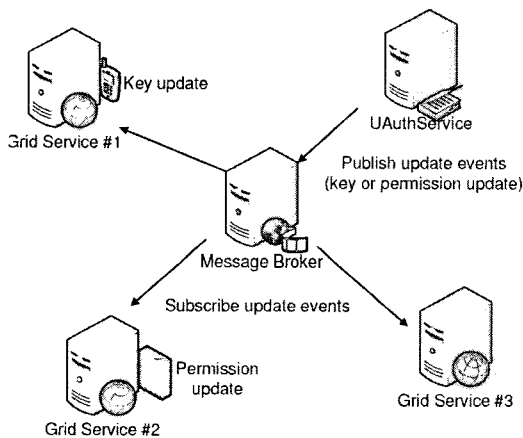 Key update
Grid Service #1
UAuthService
Publish update events
(key or permission update)
Message Broker
Subscribe update events
Permission
update
Grid Service #2
Grid Service #3